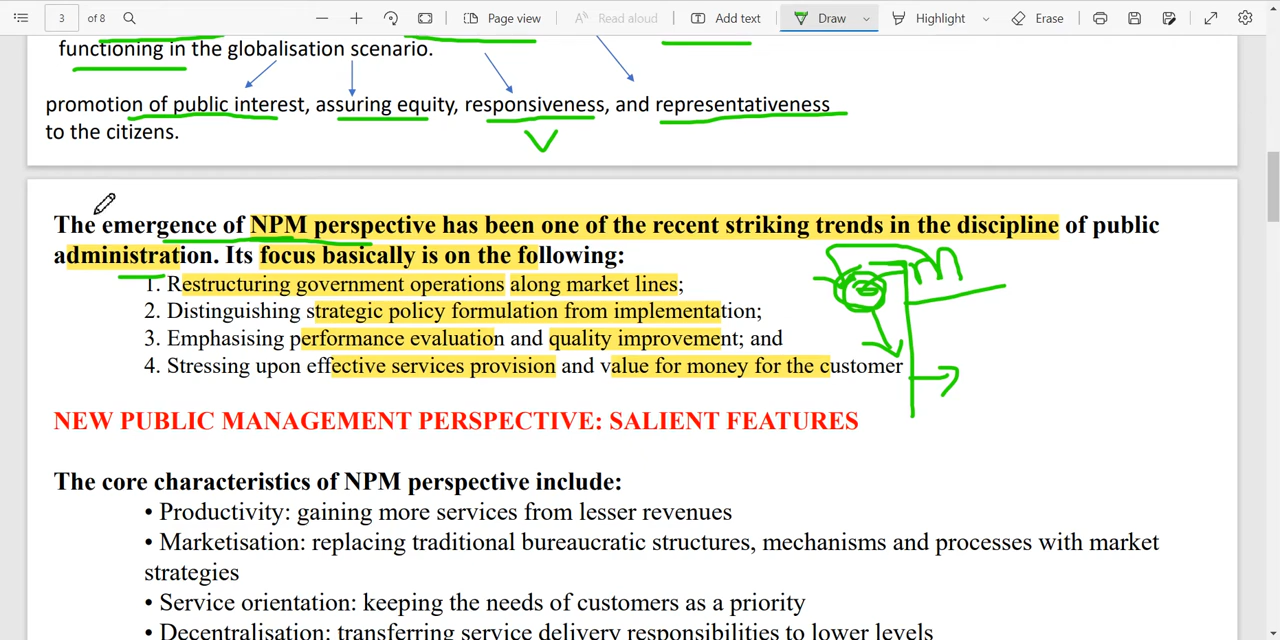 3 of 8 Page view Read aloud Add text Draw Highlight Erase
functioning in the globalisation scenario.
promotion of public interest, assuring equity, responsiveness, and representativeness
to the citizens.
The emergence of NPM perspective has been one of the recent striking trends in the discipline of public
administration. Its focus basically is on the following:
1. Restructuring government operations along market lines;
2. Distinguishing strategic policy formulation from implementation;
3. Emphasising performance evaluation and quality improvement; and
4. Stressing upon effective services provision and value for money for the customer
NEW PUBLIC MANAGEMENT PERSPECTIVE: SALIENT FEATURES
The core characteristics of NPM perspective include:
• Productivity: gaining more services from lesser revenues
• Marketisation: replacing traditional bureaucratic structures, mechanisms and processes with market
strategies
• Service orientation: keeping the needs of customers as a priority
• Decentralisation: transferring service delivery responsibilities to lower levels